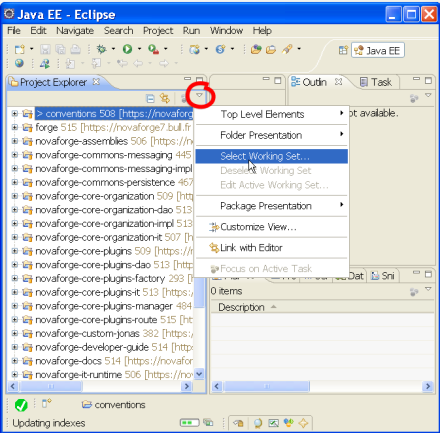 Java EE - Eclipse
File Edit Navigate Search Project Run Window Help
Java EE
Project Explorer
Outlin
Task
> conventions 508 [https://novaforg
forge 515 [https://novaforge7.bull.fr
novaforge-assemblies 506 [https://n
novaforge-commons-messaging 445
novaforge-commons-messaging-impl
novaforge-commons-persistence 467
novaforge-core-organization 509 [http
novaforge-core-organization-dao 513
novaforge-core-organization-impl 513
novaforge-core-organization-it 507 [h
novaforge-core-plugins 509 [https://n
novaforge-core-plugins-dao 513 [http
novaforge-core-plugins-factory 293 [h
novaforge-core-plugins-it 513 [https:/
novaforge-core-plugins-manager 484
novaforge-core-plugins-route 515 [htt
novaforge-custom-jonas 382 [https:/
novaforge-developer-guide 514 [http
novaforge-docs 514 [https://novafor
novaforge-it-runtime 506 [https://nov
Top Level Elements
Folder Presentation
Select Working Set...
Deselect Working Set
Edit Active Working Set...
Package Presentation
Customize View...
Link with Editor
Focus on Active Task
ot available.
Dat
Sni
0 items
Description
conventions
Updating indexes